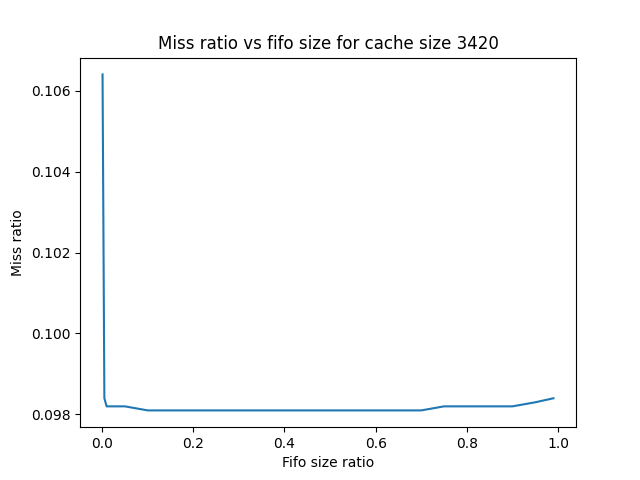 Miss ratio vs fifo size for cache size 3420
0.106
0.104
0.102
0.100
0.098
Miss ratio
0.0 0.2 0.4 0.6 0.8 1.0
Fifo size ratio